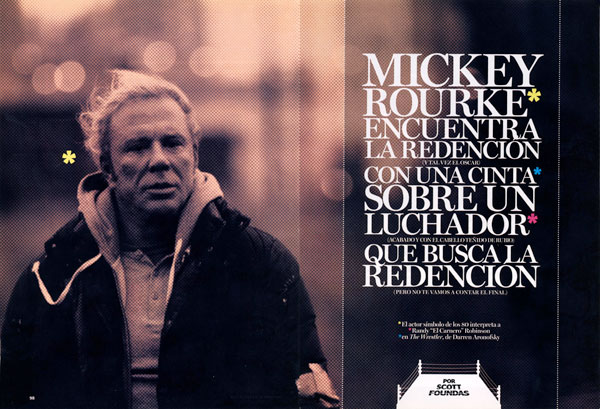 *
MICKEY
ROURKE*
ENCUENTRA
LA REDENCION
(Y TAL VEZ EL OSCAR)
CON UNA CINTA*
SOBRE UN
LUCHADOR*
(ACABADO Y CON EL CABELLO TEÑIDO DE RUBIO)
QUE BUSCA LA
REDENCION
(PERO NO TE VAMOS A CONTAR EL FINAL)
*El actor símbolo de los 80 interpreta a
*Randy "El Carnero" Robinson
*en The Wrestler, de Darren Aronofsky
POR
SCOTT
FOUNDAS
98